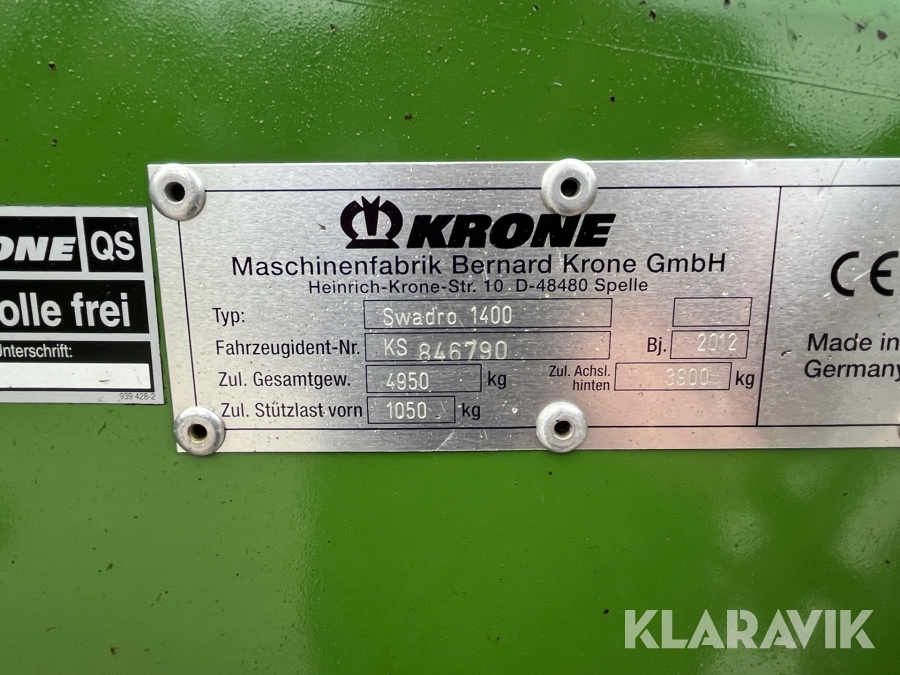 ONE QS
olle frei
Unterschrift:
939 428-2
KRONE
Maschinenfabrik Bernard Krone GmbH
Heinrich-Krone-Str. 10 D-48480 Spelle
Typ: Swadro 1400
Fahrzeugident-Nr. KS 846790 Bj. 2012
Zul. Gesamtgew. 4950 kg Zul. Achsl. hinten 3900 kg
Zul. Stützlast vorn 1050 kg
CE
Made in
Germany
KLARAVIK